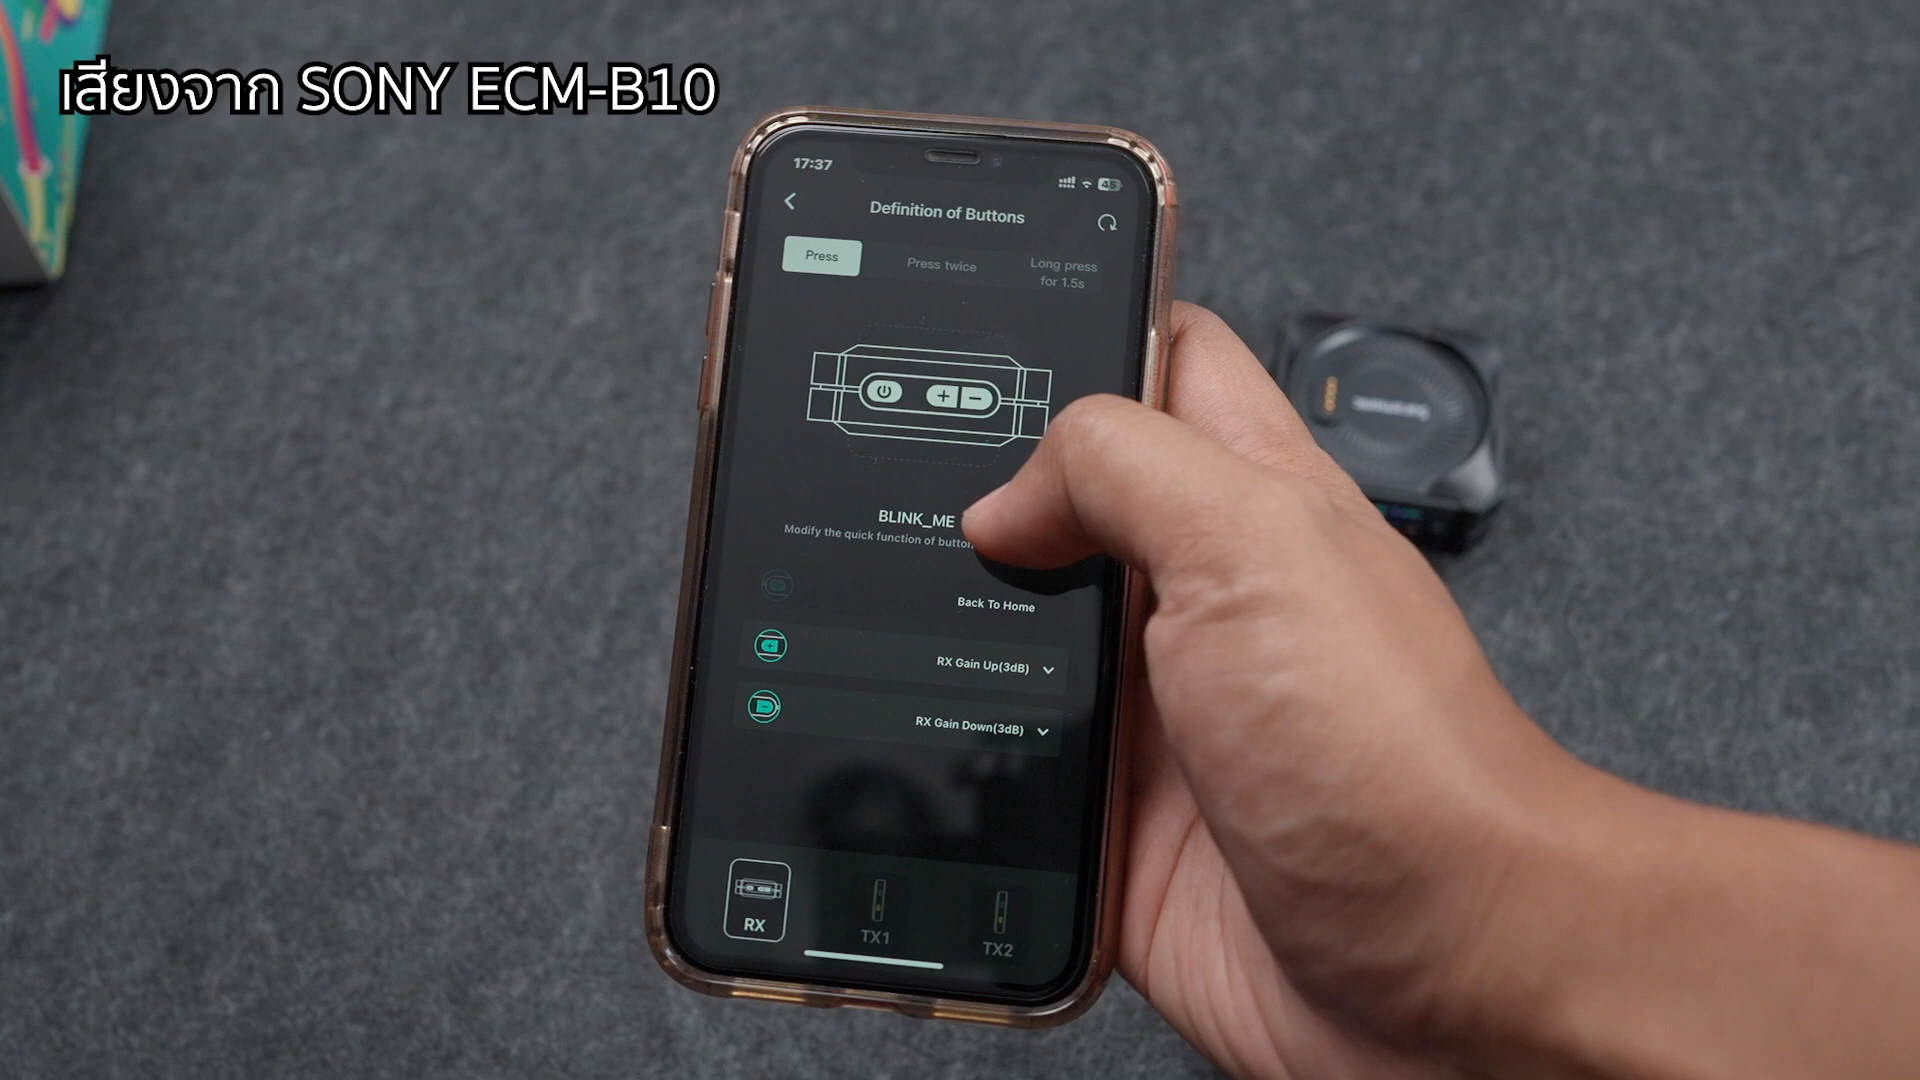 เสียงจาก SONY ECM-B10
17:37
45
Definition of Buttons
Press
Press twice
Long press
for 1.5s
BLINK_ME
Modify the quick function of
Back To Home
RX Gain Up(3dB)
RX Gain Down(3dB)
RX
TX1
TX2